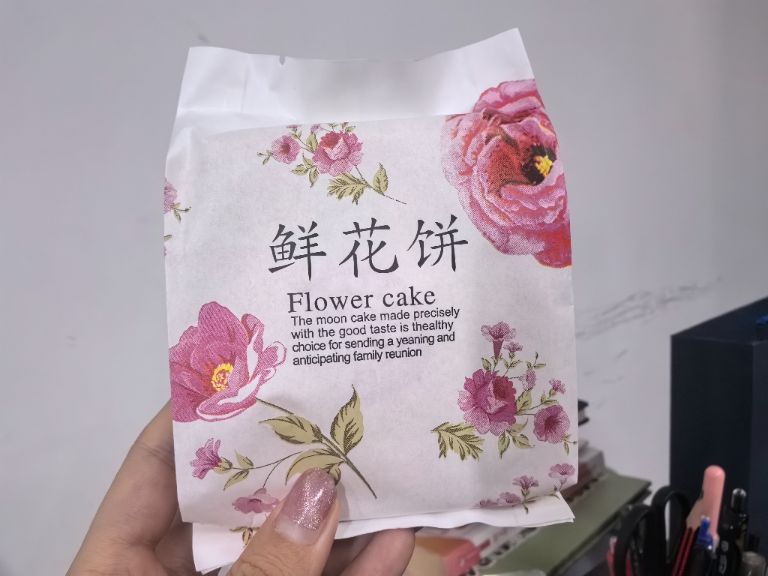 鲜花饼
Flower cake
The moon cake made precisely
with the good taste is thealthy
choice for sending a yeaning and
anticipating family reunion